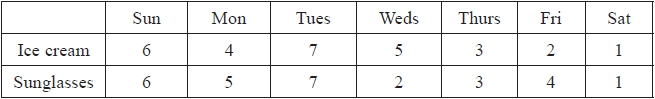 Sun Mon Tues Weds Thurs Fri Sat
Ice cream 6 4 7 5 3 2 1
Sunglasses 6 5 7 2 3 4 1